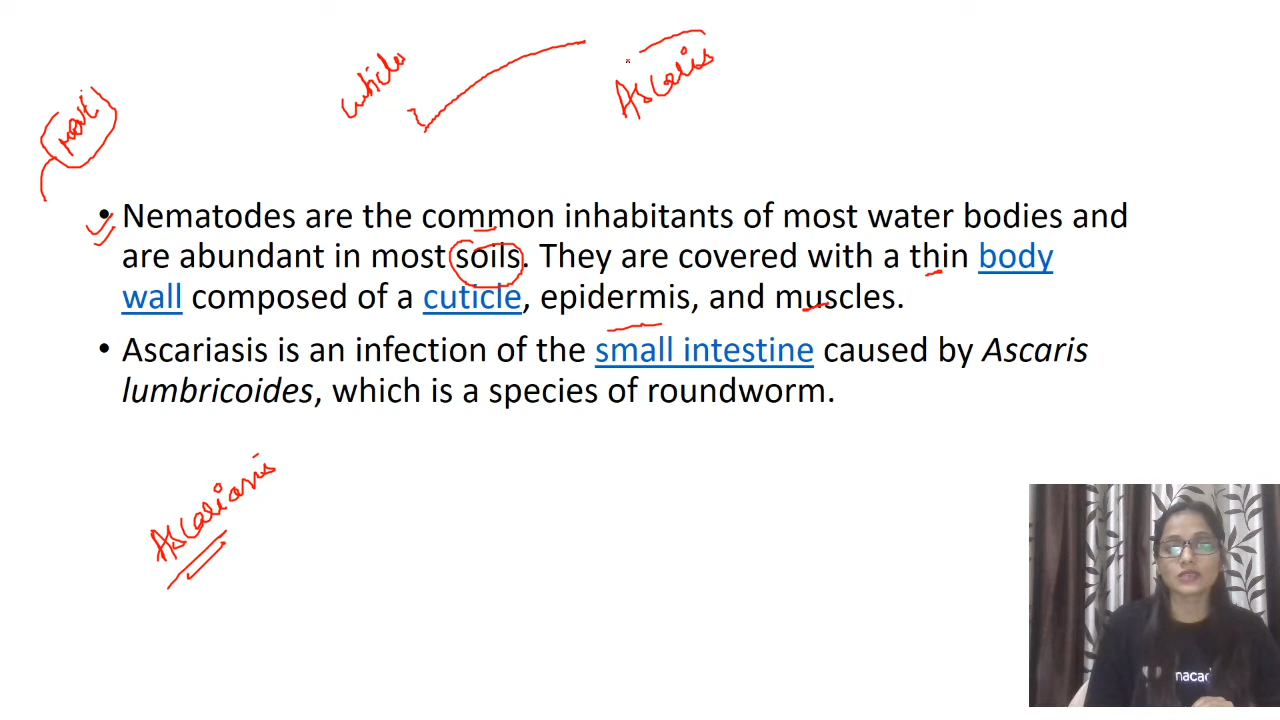 cuticle
Ascaris
• Nematodes are the common inhabitants of most water bodies and
are abundant in most soils. They are covered with a thin body
wall composed of a cuticle, epidermis, and muscles.
• Ascariasis is an infection of the small intestine caused by Ascaris
lumbricoides, which is a species of roundworm.
Ascariasis
nacad